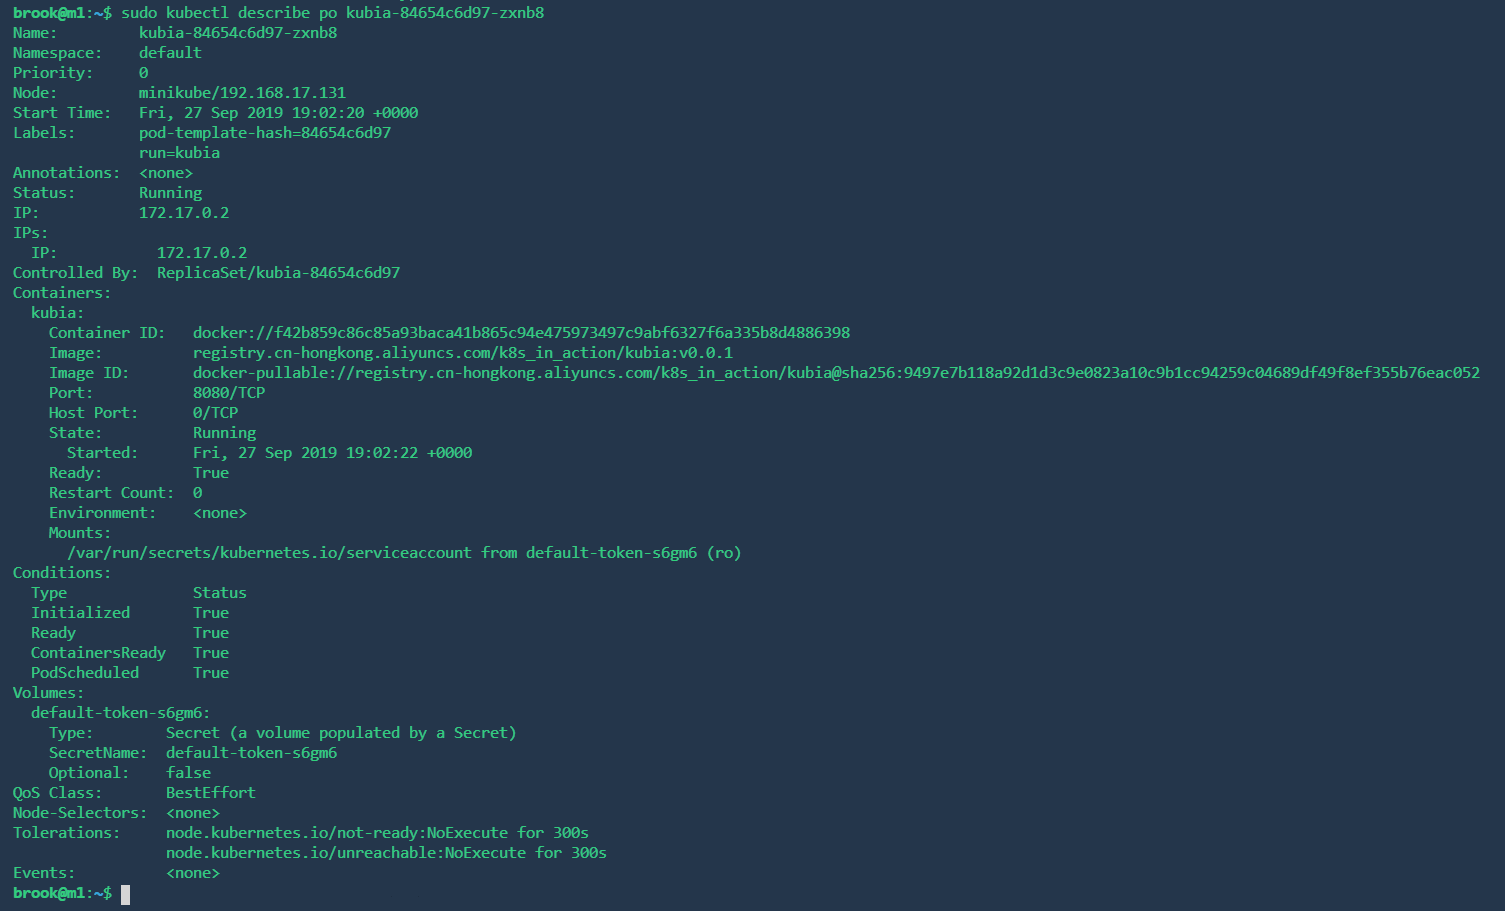 brook@m1:~$ sudo kubectl describe po kubia-84654c6d97-zxnb8
Name:         kubia-84654c6d97-zxnb8
Namespace:    default
Priority:     0
Node:         minikube/192.168.17.131
Start Time:   Fri, 27 Sep 2019 19:02:20 +0000
Labels:       pod-template-hash=84654c6d97
              run=kubia
Annotations:  <none>
Status:       Running
IP:           172.17.0.2
IPs:
  IP:           172.17.0.2
Controlled By:  ReplicaSet/kubia-84654c6d97
Containers:
  kubia:
    Container ID:   docker://f42b859c86c85a93baca41b865c94e475973497c9abf6327f6a335b8d4886398
    Image:          registry.cn-hongkong.aliyuncs.com/k8s_in_action/kubia:v0.0.1
    Image ID:       docker-pullable://registry.cn-hongkong.aliyuncs.com/k8s_in_action/kubia@sha256:9497e7b118a92d1d3c9e0823a10c9b1cc94259c04689df49f8ef355b76eac052
    Port:           8080/TCP
    Host Port:      0/TCP
    State:          Running
      Started:      Fri, 27 Sep 2019 19:02:22 +0000
    Ready:          True
    Restart Count:  0
    Environment:    <none>
    Mounts:
      /var/run/secrets/kubernetes.io/serviceaccount from default-token-s6gm6 (ro)
Conditions:
  Type              Status
  Initialized       True
  Ready             True
  ContainersReady   True
  PodScheduled      True
Volumes:
  default-token-s6gm6:
    Type:        Secret (a volume populated by a Secret)
    SecretName:  default-token-s6gm6
    Optional:    false
QoS Class:       BestEffort
Node-Selectors:  <none>
Tolerations:     node.kubernetes.io/not-ready:NoExecute for 300s
                 node.kubernetes.io/unreachable:NoExecute for 300s
Events:          <none>
brook@m1:~$